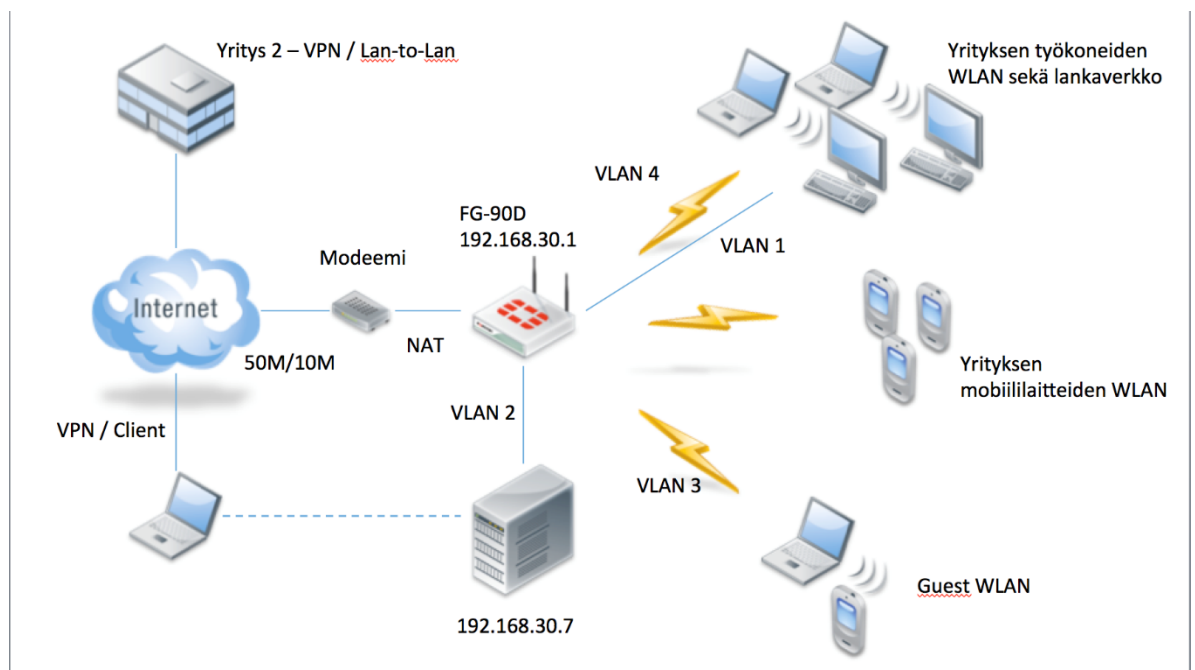 Yritys 2 – VPN / Lan-to-Lan
Yrityksen työkoneiden
WLAN sekä lankaverkko
VLAN 4
FG-90D
192.168.30.1
VLAN 1
Modeemi
Internet
NAT
50M/10M
Yrityksen
mobiililaitteiden WLAN
VLAN 2
VPN / Client
VLAN 3
Guest WLAN
192.168.30.7